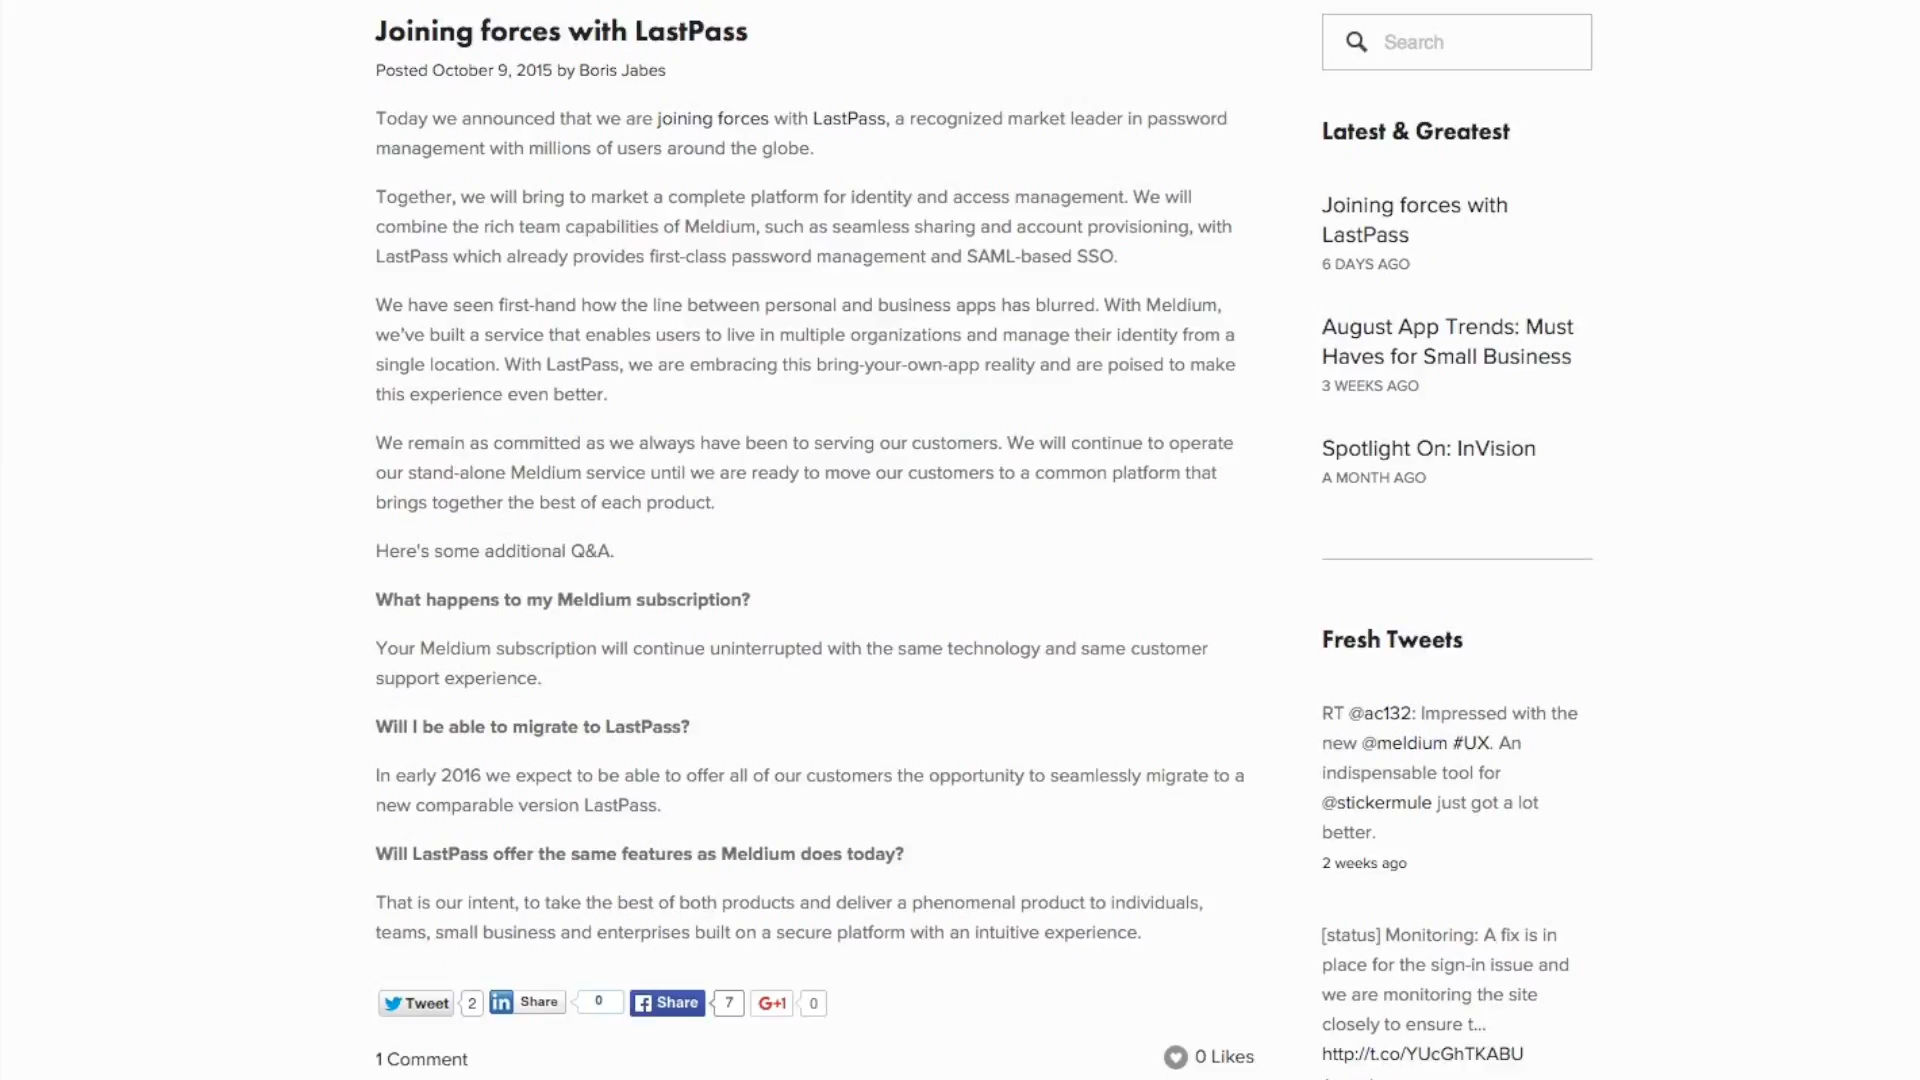 Joining forces with LastPass
Posted October 9, 2015 by Boris Jabes
Today we announced that we are joining forces with LastPass, a recognized market leader in password
management with millions of users around the globe.
Together, we will bring to market a complete platform for identity and access management. We will
combine the rich team capabilities of Meldium, such as seamless sharing and account provisioning, with
LastPass which already provides first-class password management and SAML-based SSO.
We have seen first-hand how the line between personal and business apps has blurred. With Meldium,
we've built a service that enables users to live in multiple organizations and manage their identity from a
single location. With LastPass, we are embracing this bring-your-own-app reality and are poised to make
this experience even better.
We remain as committed as we always have been to serving our customers. We will continue to operate
our stand-alone Meldium service until we are ready to move our customers to a common platform that
brings together the best of each product.
Here's some additional Q&A.
What happens to my Meldium subscription?
Your Meldium subscription will continue uninterrupted with the same technology and same customer
support experience.
Will I be able to migrate to LastPass?
In early 2016 we expect to be able to offer all of our customers the opportunity to seamlessly migrate to a
new comparable version LastPass.
Will LastPass offer the same features as Meldium does today?
That is our intent, to take the best of both products and deliver a phenomenal product to individuals,
teams, small business and enterprises built on a secure platform with an intuitive experience.
Tweet 2 in Share 0 f Share 7 G+1 0
1 Comment
0 Likes
Search
Latest & Greatest
Joining forces with
LastPass
6 DAYS AGO
August App Trends: Must
Haves for Small Business
3 WEEKS AGO
Spotlight On: InVision
A MONTH AGO
Fresh Tweets
RT @ac132: Impressed with the
new @meldium #UX. An
indispensable tool for
@stickermule just got a lot
better.
2 weeks ago
[status] Monitoring: A fix is in
place for the sign-in issue and
we are monitoring the site
closely to ensure t...
http://t.co/YUcGhTKABU